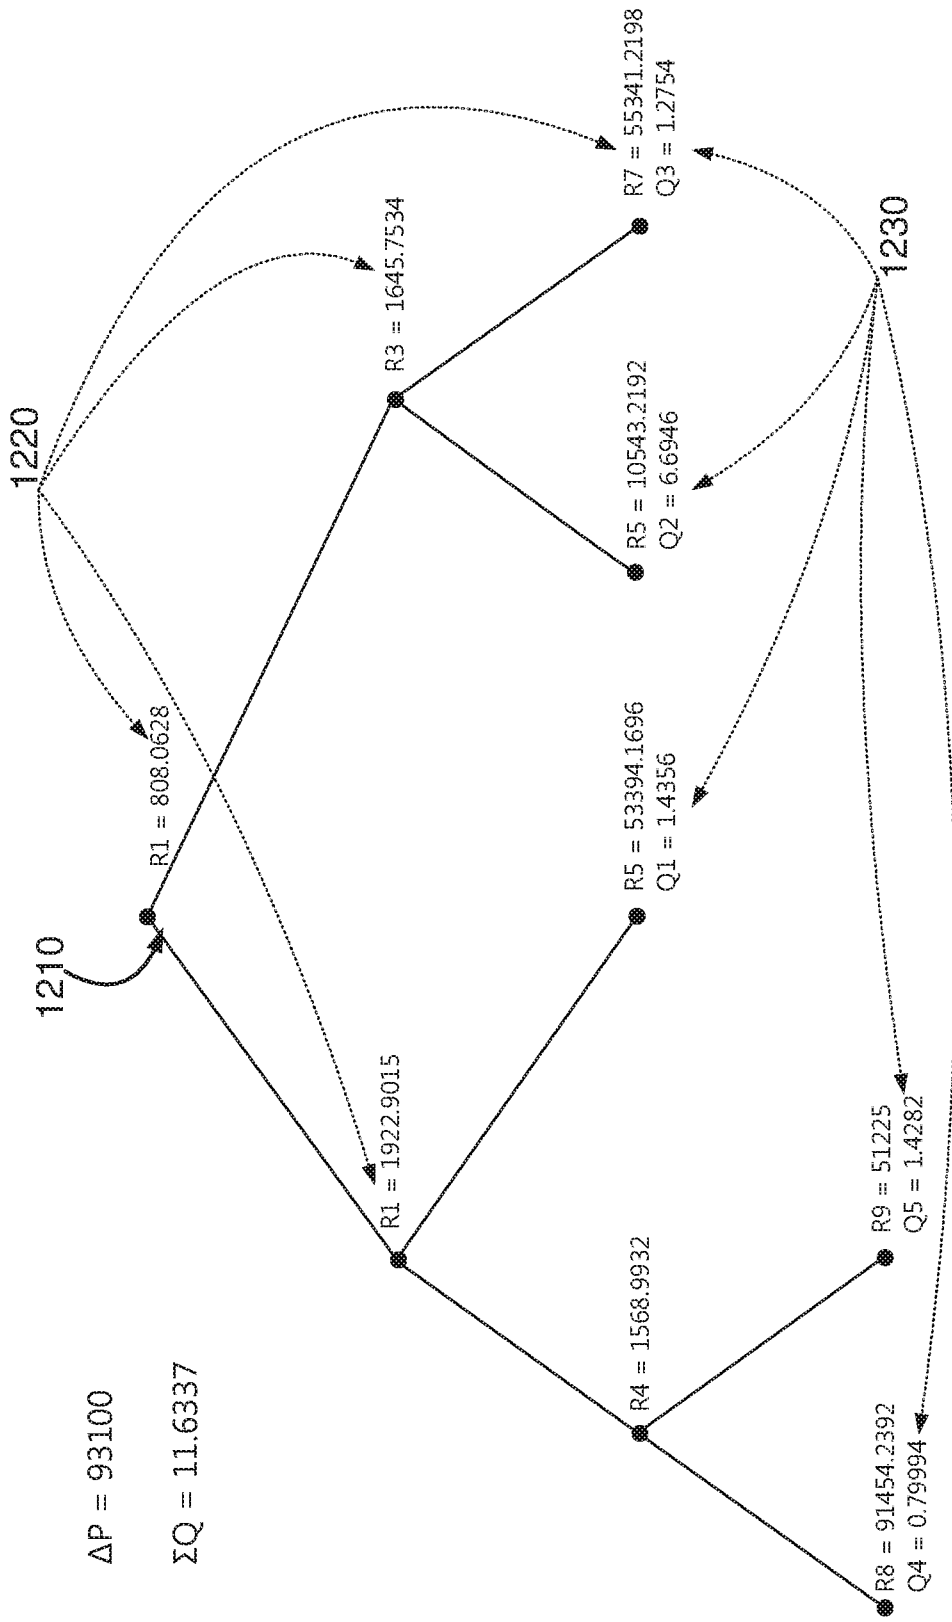 1210
1220
ΔP = 93100
ΣQ = 11.6337
R1 = 808.0628
R1 = 1922.9015
R3 = 1645.7534
R4 = 1568.9932
R5 = 53394.1696
Q1 = 1.4356
R5 = 10543.2192
Q2 = 6.6946
R7 = 55341.2198
Q3 = 1.2754
R8 = 91454.2392
Q4 = 0.79994
R9 = 51225
Q5 = 1.4282
1230